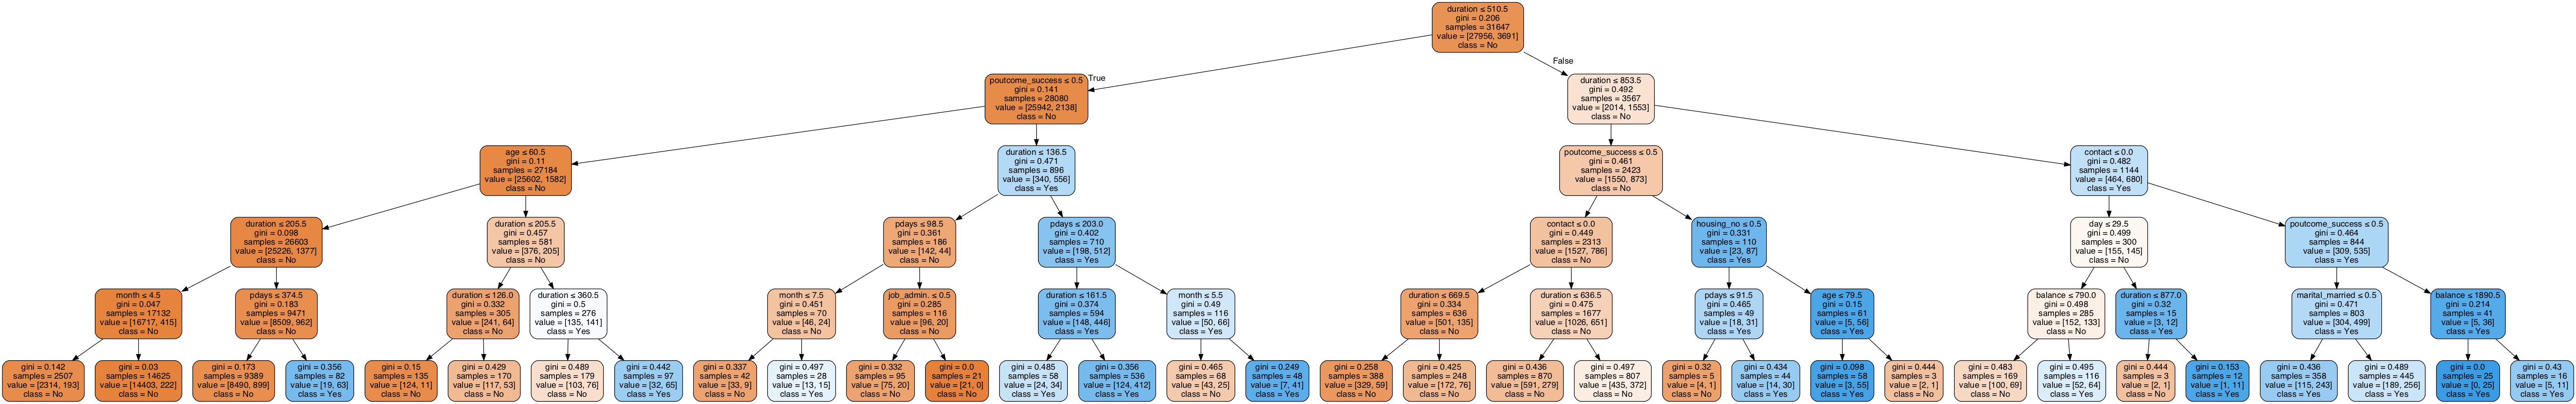 duration ≤ 510.5
gini = 0.206
samples = 31647
value = [27956, 3691]
class = No
True
False
poutcome_success ≤ 0.5
gini = 0.141
samples = 28080
value = [25942, 2138]
class = No
duration ≤ 853.5
gini = 0.492
samples = 3567
value = [2014, 1553]
class = No
age ≤ 60.5
gini = 0.11
samples = 27184
value = [25602, 1582]
class = No
duration ≤ 136.5
gini = 0.471
samples = 896
value = [340, 556]
class = Yes
poutcome_success ≤ 0.5
gini = 0.461
samples = 2423
value = [1550, 873]
class = No
contact ≤ 0.0
gini = 0.482
samples = 1144
value = [464, 680]
class = Yes
duration ≤ 205.5
gini = 0.098
samples = 26603
value = [25226, 1377]
class = No
duration ≤ 205.5
gini = 0.457
samples = 581
value = [376, 205]
class = No
pdays ≤ 98.5
gini = 0.361
samples = 186
value = [142, 44]
class = No
pdays ≤ 203.0
gini = 0.402
samples = 710
value = [198, 512]
class = Yes
contact ≤ 0.0
gini = 0.449
samples = 2313
value = [1527, 786]
class = No
housing_no ≤ 0.5
gini = 0.331
samples = 110
value = [23, 87]
class = Yes
day ≤ 29.5
gini = 0.499
samples = 300
value = [155, 145]
class = No
poutcome_success ≤ 0.5
gini = 0.464
samples = 844
value = [309, 535]
class = Yes
month ≤ 4.5
gini = 0.047
samples = 17132
value = [16717, 415]
class = No
pdays ≤ 374.5
gini = 0.183
samples = 9471
value = [8509, 962]
class = No
duration ≤ 126.0
gini = 0.332
samples = 305
value = [241, 64]
class = No
duration ≤ 360.5
gini = 0.5
samples = 276
value = [135, 141]
class = Yes
month ≤ 7.5
gini = 0.451
samples = 70
value = [46, 24]
class = No
job_admin. ≤ 0.5
gini = 0.285
samples = 116
value = [96, 20]
class = No
duration ≤ 161.5
gini = 0.374
samples = 594
value = [148, 446]
class = Yes
month ≤ 5.5
gini = 0.49
samples = 116
value = [50, 66]
class = Yes
duration ≤ 669.5
gini = 0.334
samples = 636
value = [501, 135]
class = No
duration ≤ 636.5
gini = 0.475
samples = 1677
value = [1026, 651]
class = No
pdays ≤ 91.5
gini = 0.465
samples = 49
value = [18, 31]
class = Yes
age ≤ 79.5
gini = 0.15
samples = 61
value = [5, 56]
class = Yes
balance ≤ 790.0
gini = 0.498
samples = 285
value = [152, 133]
class = No
duration ≤ 877.0
gini = 0.32
samples = 15
value = [3, 12]
class = Yes
marital_married ≤ 0.5
gini = 0.471
samples = 803
value = [304, 499]
class = Yes
balance ≤ 1890.5
gini = 0.214
samples = 41
value = [5, 36]
class = Yes
gini = 0.142
samples = 2507
value = [2314, 193]
class = No
gini = 0.03
samples = 14625
value = [14403, 222]
class = No
gini = 0.173
samples = 9389
value = [8490, 899]
class = No
gini = 0.356
samples = 82
value = [19, 63]
class = Yes
gini = 0.15
samples = 135
value = [124, 11]
class = No
gini = 0.429
samples = 170
value = [117, 53]
class = No
gini = 0.489
samples = 179
value = [103, 76]
class = No
gini = 0.442
samples = 97
value = [32, 65]
class = Yes
gini = 0.337
samples = 42
value = [33, 9]
class = No
gini = 0.497
samples = 28
value = [13, 15]
class = Yes
gini = 0.332
samples = 95
value = [75, 20]
class = No
gini = 0.0
samples = 21
value = [21, 0]
class = No
gini = 0.485
samples = 58
value = [24, 34]
class = Yes
gini = 0.356
samples = 536
value = [124, 412]
class = Yes
gini = 0.465
samples = 68
value = [43, 25]
class = No
gini = 0.249
samples = 48
value = [7, 41]
class = Yes
gini = 0.258
samples = 388
value = [329, 59]
class = No
gini = 0.425
samples = 248
value = [172, 76]
class = No
gini = 0.436
samples = 870
value = [591, 279]
class = No
gini = 0.497
samples = 807
value = [435, 372]
class = No
gini = 0.32
samples = 5
value = [4, 1]
class = No
gini = 0.434
samples = 44
value = [14, 30]
class = Yes
gini = 0.098
samples = 58
value = [3, 55]
class = Yes
gini = 0.444
samples = 3
value = [2, 1]
class = No
gini = 0.483
samples = 169
value = [100, 69]
class = No
gini = 0.495
samples = 116
value = [52, 64]
class = Yes
gini = 0.444
samples = 3
value = [2, 1]
class = No
gini = 0.153
samples = 12
value = [1, 11]
class = Yes
gini = 0.436
samples = 358
value = [115, 243]
class = Yes
gini = 0.489
samples = 445
value = [189, 256]
class = Yes
gini = 0.0
samples = 25
value = [0, 25]
class = Yes
gini = 0.43
samples = 16
value = [5, 11]
class = Yes